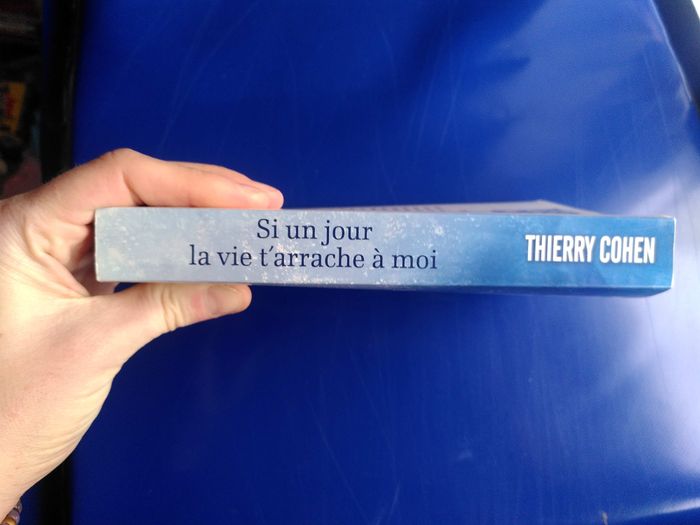 Si un jour
la vie t'arrache à moi
THIERRY COHEN